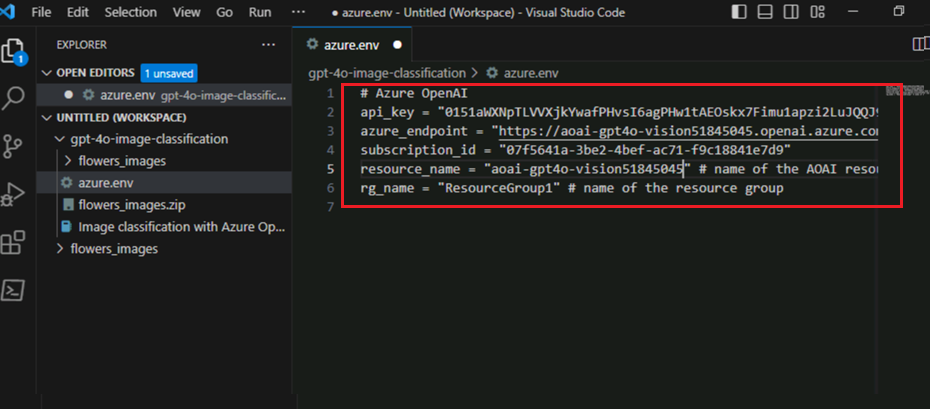 File Edit Selection View Go Run ··· azure.env - Untitled (Workspace) - Visual Studio Code
EXPLORER ···
OPEN EDITORS 1 unsaved
azure.env gpt-4o-image-classific...
UNTITLED (WORKSPACE)
gpt-4o-image-classification
flowers_images
azure.env
flowers_images.zip
Image classification with Azure Op...
flowers_images
1
azure.env
gpt-4o-image-classification > azure.env
1 # Azure OpenAI
2 api_key = "0151aWXNpTLVVXjkYwafPHvsI6agPHw1tAEOskx7Fimu1apzi2LuJQQJ9
3 azure_endpoint = "https://aoai-gpt4o-vision51845045.openai.azure.com
4 subscription_id = "07f5641a-3be2-4bef-ac71-f9c18841e7d9"
5 resource_name = "aoai-gpt4o-vision51845045" # name of the AOAI resou
6 rg_name = "ResourceGroup1" # name of the resource group
7